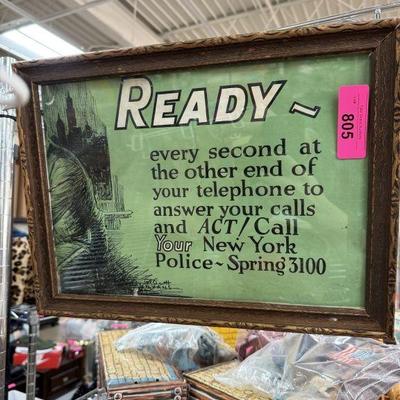 READY ~
every second at
the other end of
your telephone to
answer your calls
and ACT! Call
Your New York
Police ~ Spring 3100
805